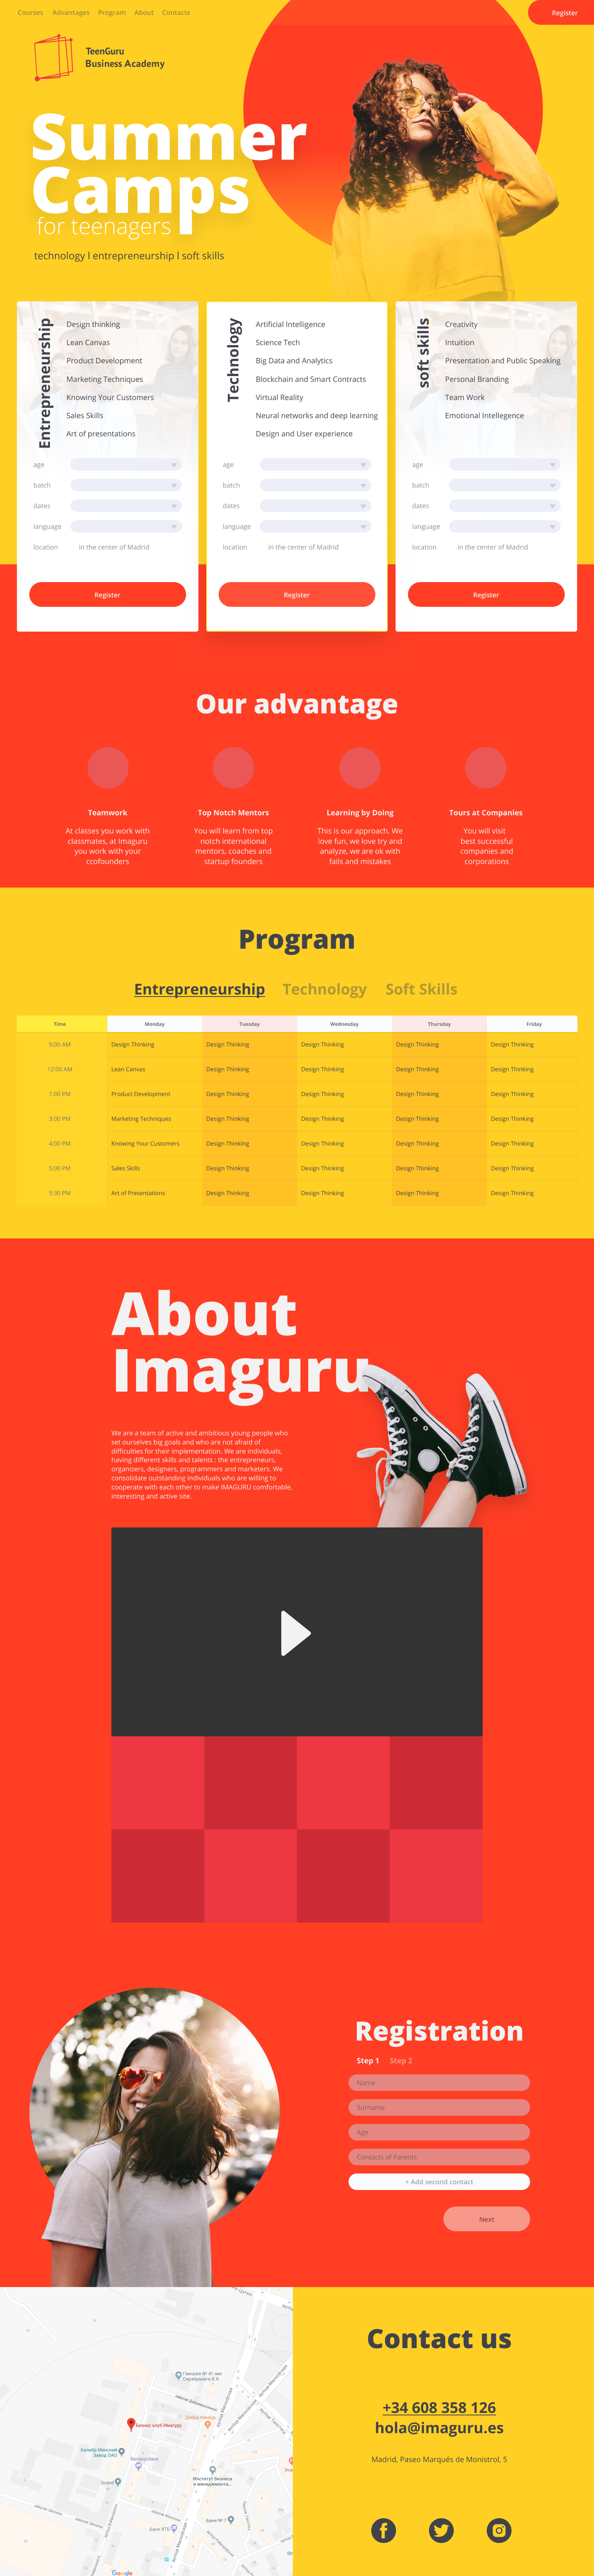 Courses Advantages Program About Contacts Register
TeenGuru
Business Academy
Summer
Camps
for teenagers
technology l entrepreneurship l soft skills
Entrepreneurship
Design thinking
Lean Canvas
Product Development
Marketing Techniques
Knowing Your Customers
Sales Skills
Art of presentations
age
batch
dates
language
location in the center of Madrid
Register
Technology
Artificial Intelligence
Science Tech
Big Data and Analytics
Blockchain and Smart Contracts
Virtual Reality
Neural networks and deep learning
Design and User experience
age
batch
dates
language
location in the center of Madrid
Register
soft skills
Creativity
Intuition
Presentation and Public Speaking
Personal Branding
Team Work
Emotional Intellegence
age
batch
dates
language
location in the center of Madrid
Register
Our advantage
Teamwork
At classes you work with
classmates, at Imaguru
you work with your
ccofounders
Top Notch Mentors
You will learn from top
notch international
mentors, coaches and
startup founders
Learning by Doing
This is our approach. We
love fun, we love try and
analyze, we are ok with
fails and mistakes
Tours at Companies
You will visit
best successful
companies and
corporations
Program
Entrepreneurship Technology Soft Skills
Time Monday Tuesday Wednesday Thursday Friday
9:00 AM Design Thinking Design Thinking Design Thinking Design Thinking Design Thinking
12:00 AM Lean Canvas Design Thinking Design Thinking Design Thinking Design Thinking
1:00 PM Product Development Design Thinking Design Thinking Design Thinking Design Thinking
3:00 PM Marketing Techniques Design Thinking Design Thinking Design Thinking Design Thinking
4:00 PM Knowing Your Customers Design Thinking Design Thinking Design Thinking Design Thinking
5:00 PM Sales Skills Design Thinking Design Thinking Design Thinking Design Thinking
5:30 PM Art of Presentations Design Thinking Design Thinking Design Thinking Design Thinking
About
Imaguru
We are a team of active and ambitious young people who
set ourselves big goals and who are not afraid of
difficulties for their implementation. We are individuals,
having different skills and talents : the entrepreneurs,
organizers, designers, programmers and marketers. We
consolidate outstanding individuals who are willing to
cooperate with each other to make IMAGURU comfortable,
interesting and active site.
Registration
Step 1 Step 2
Name
Surname
Age
Contacts of Parents
+ Add second contact
Next
Бизнес клуб Имагуру
Калибр Минский
Завод ОАО
Беларусбанк
Scand
Институт бизнеса
и менеджмента...
Банк № 7
Банк ВТБ
Google
Contact us
+34 608 358 126
hola@imaguru.es
Madrid, Paseo Marqués de Monistrol, 5